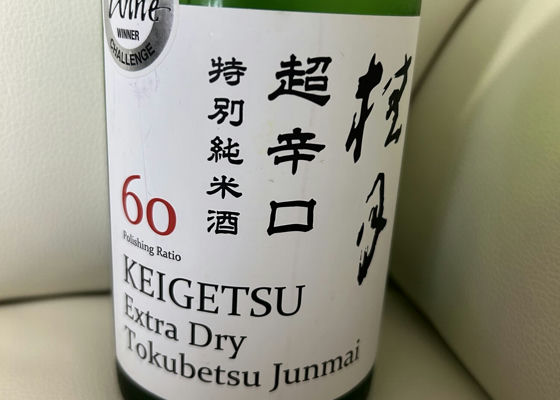 Wine
WINNER
CHALLENGE
桂月
超辛口
特別純米酒
60
Polishing Ratio
KEIGETSU
Extra Dry
Tokubetsu Junmai